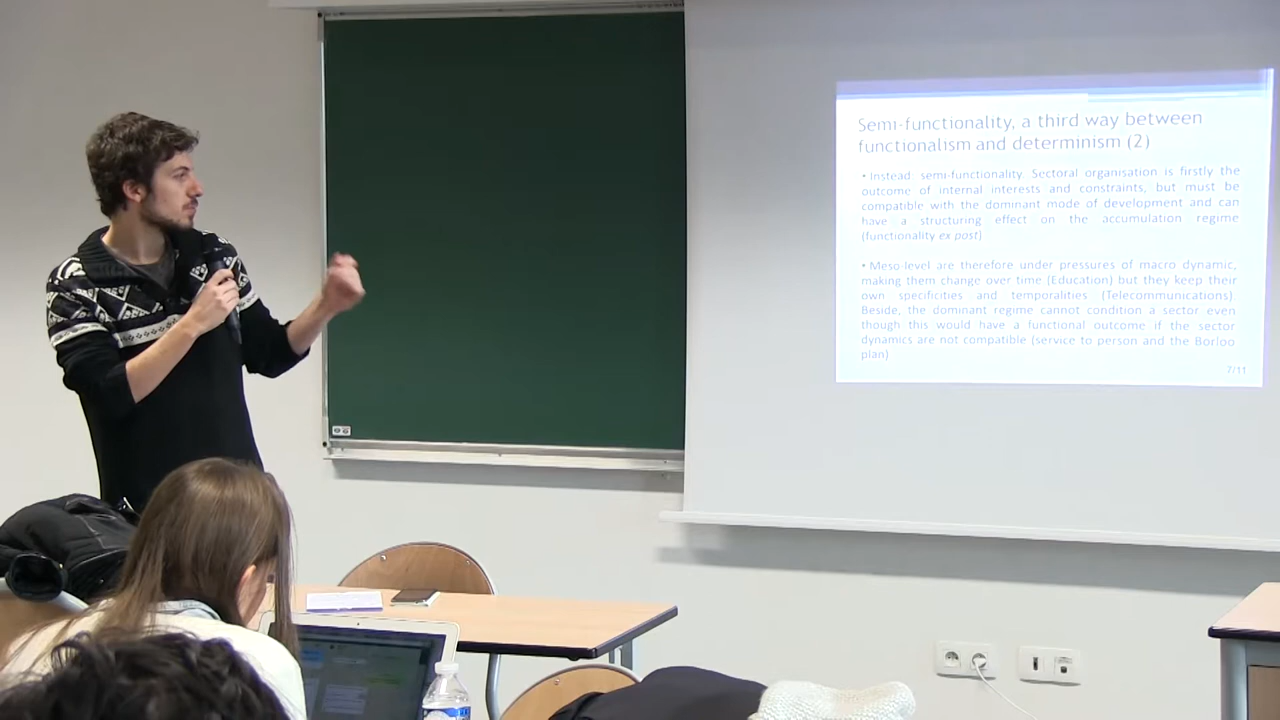 Semi-functionality, a third way between
functionalism and determinism (2)
• Instead semi-functionality. Sectoral organisation is firstly the
outcome of internal interests and constraints, but must be
compatible with the dominant mode of development and can
have a structuring effect on the accumulation regime
(functionality ex post)
• Meso-level are therefore under pressures of macro dynamic,
making them change over time (Education) but they keep their
own specificities and temporalities (Telecommunications).
Beside, the dominant regime cannot condition a sector even
though this would have a functional outcome if the sector
dynamics are not compatible (service to person and the Borloo
plan)
7/11